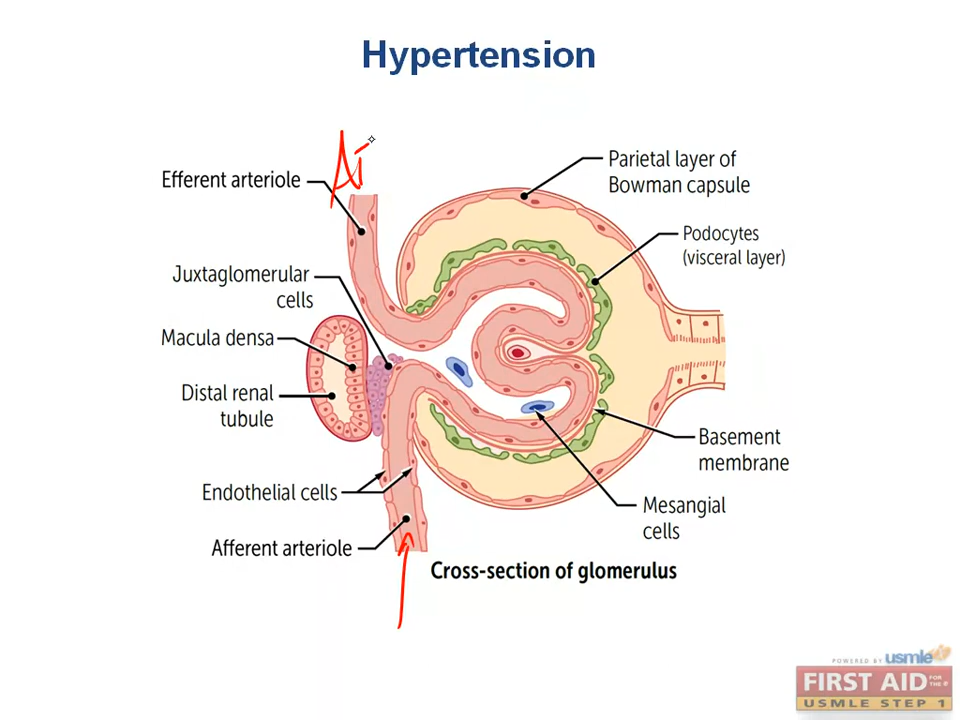 Hypertension
Efferent arteriole
Parietal layer of
Bowman capsule
Podocytes
(visceral layer)
Juxtaglomerular
cells
Macula densa
Distal renal
tubule
Basement
membrane
Endothelial cells
Mesangial
cells
Afferent arteriole
Cross-section of glomerulus
POWERED BY usmle
FIRST AID FOR THE
USMLE STEP 1